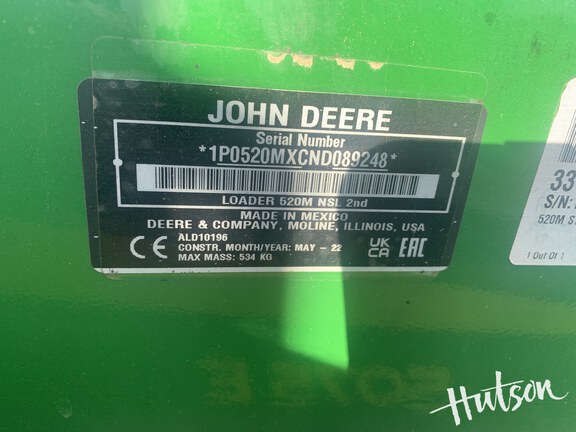 JOHN DEERE
Serial Number
*1P0520MXCND089248*
LOADER 520M NSL 2nd
MADE IN MEXICO
DEERE & COMPANY, MOLINE, ILLINOIS, USA
ALD10196
CONSTR. MONTH/YEAR: MAY - 22
MAX MASS: 534 KG
CE
UK
CA
EAC
33
S/N:
520M
1 Out Of 1
Hutson